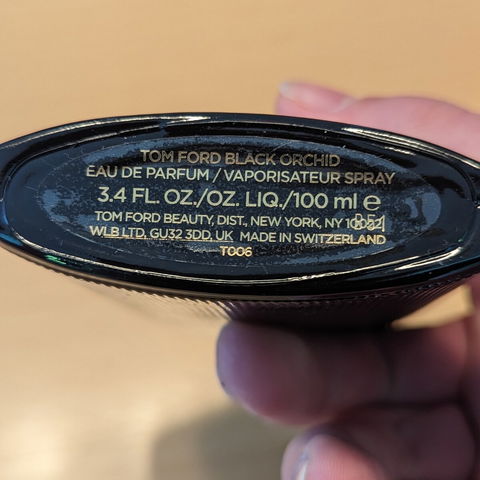 TOM FORD BLACK ORCHID
EAU DE PARFUM / VAPORISATEUR SPRAY
3.4 FL. OZ./OZ. LIQ./100 ml ℮
TOM FORD BEAUTY, DIST., NEW YORK, NY
WLB LTD, GU32 3DD, UK MADE IN SWITZERLAND
T006